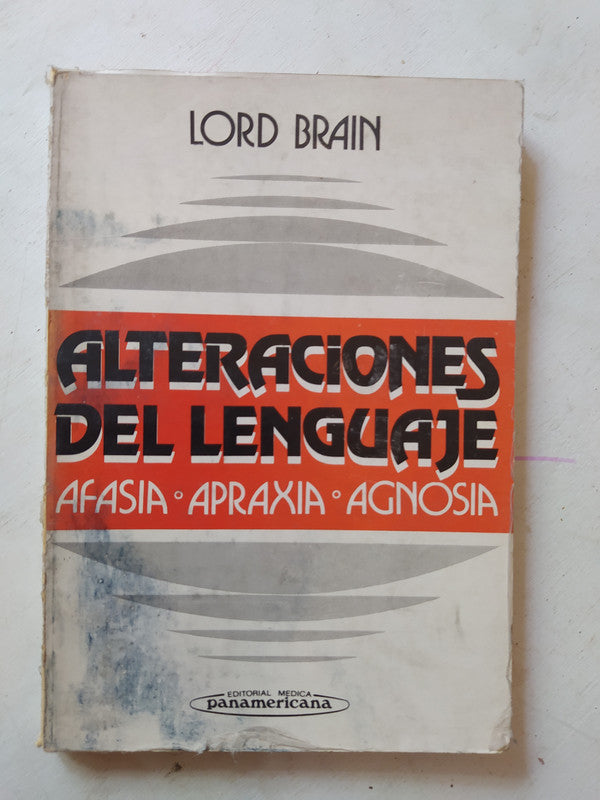 LORD BRAIN
ALTERACIONES
DEL LENGUAJE
AFASIA • APRAXIA • AGNOSIA
EDITORIAL MEDICA
panamericana